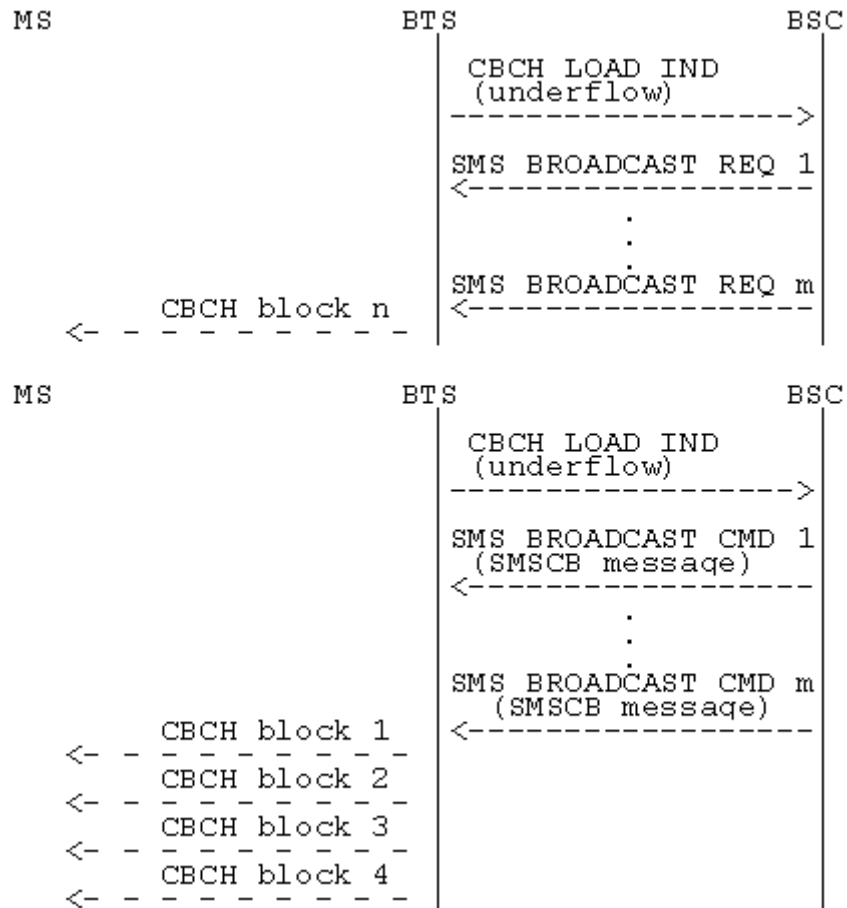 MS BTS BSC
CBCH LOAD IND
(underflow)
SMS BROADCAST REQ 1
.
.
.
SMS BROADCAST REQ m
CBCH block n
MS BTS BSC
CBCH LOAD IND
(underflow)
SMS BROADCAST CMD 1
(SMSCB message)
.
.
.
SMS BROADCAST CMD m
(SMSCB message)
CBCH block 1
CBCH block 2
CBCH block 3
CBCH block 4